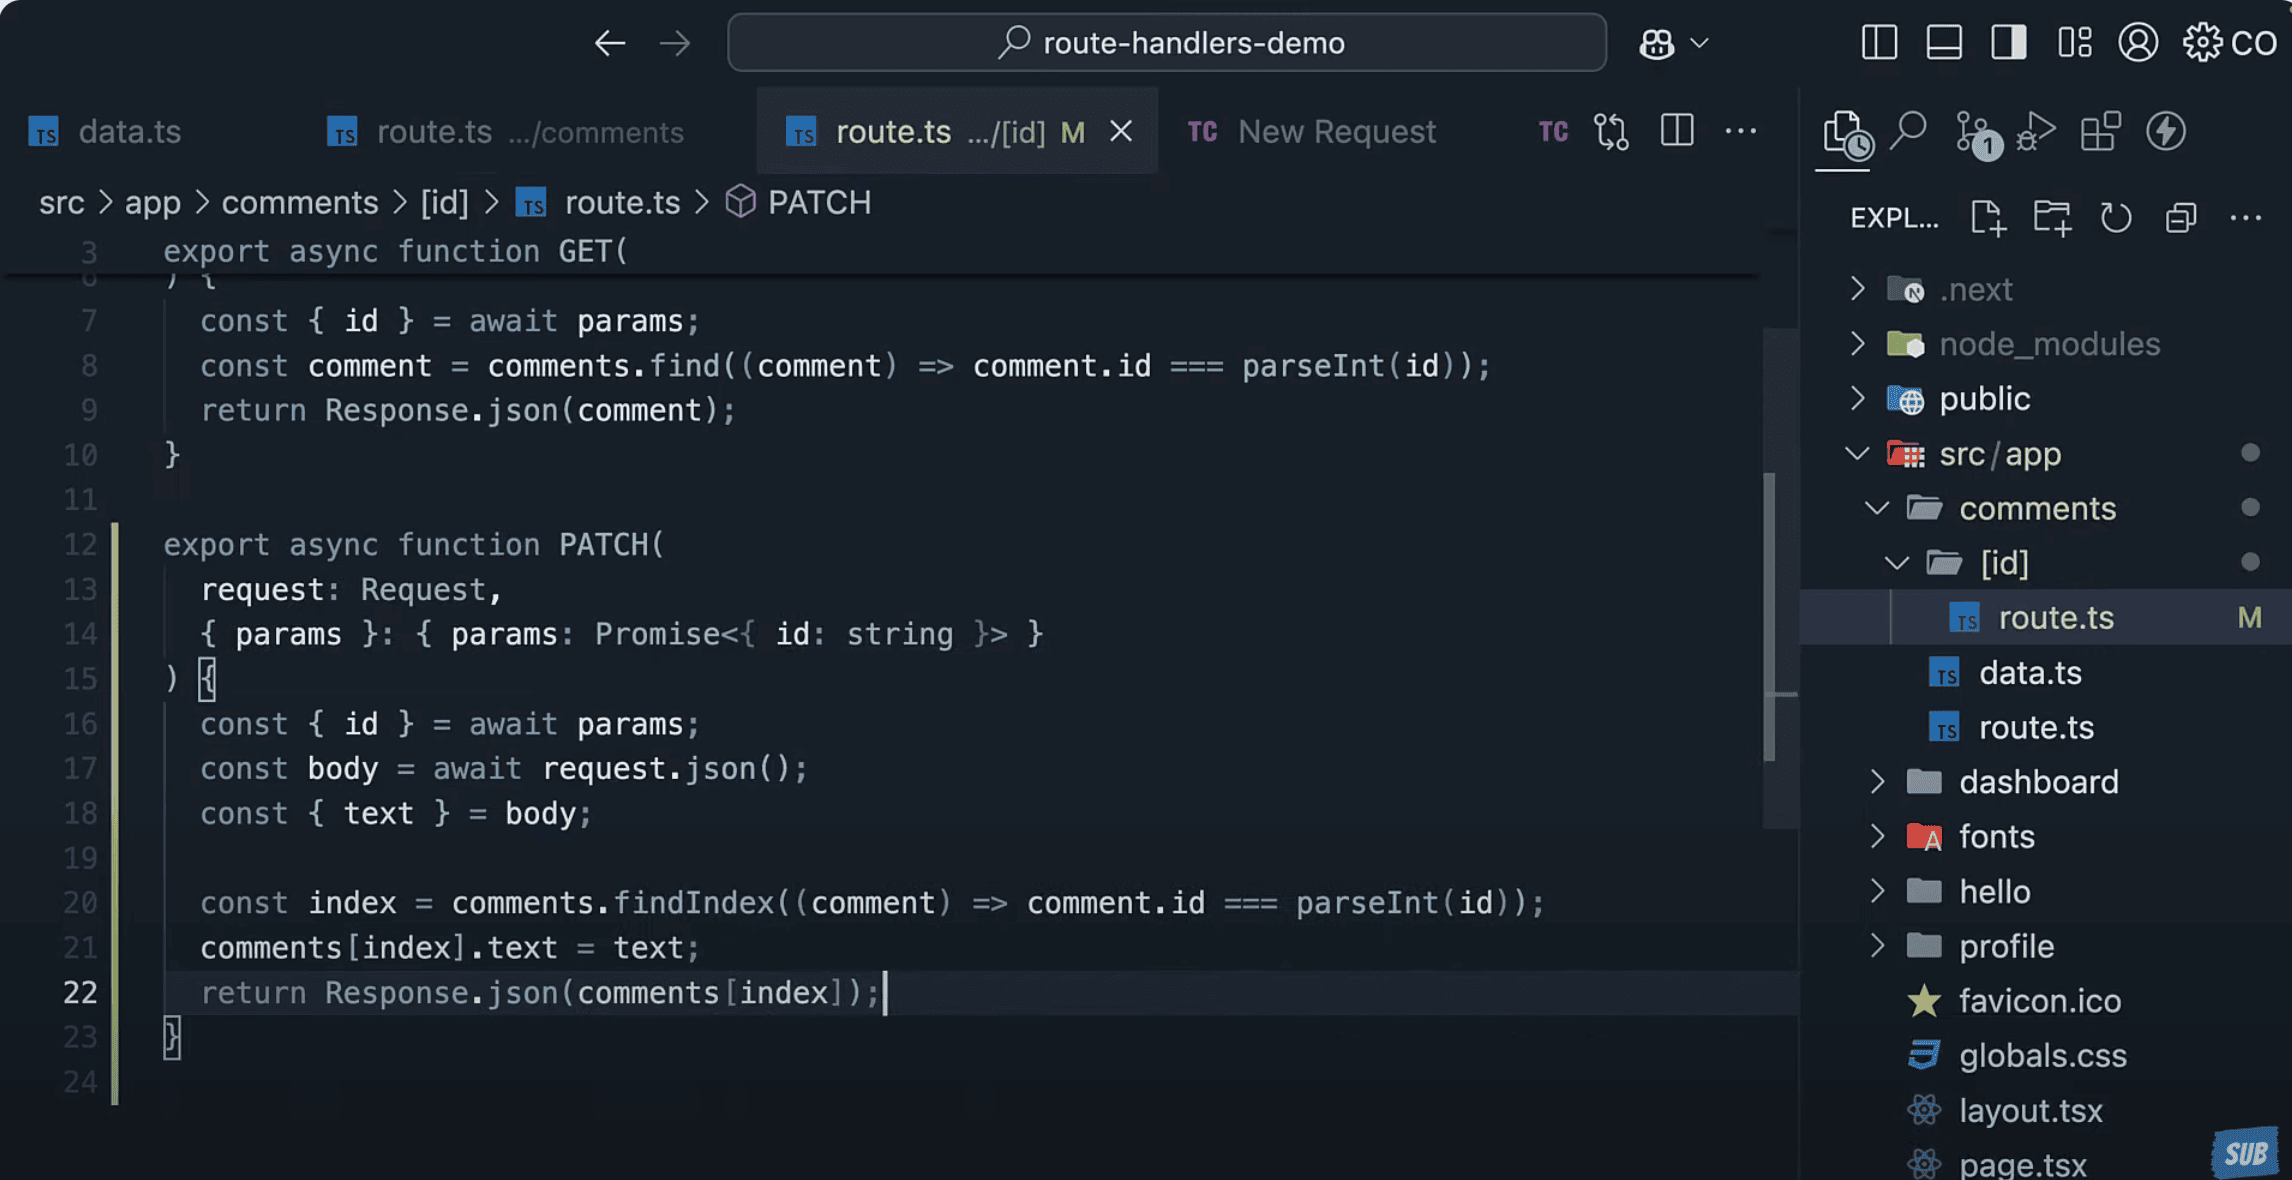 route-handlers-demo
CO
data.ts
route.ts .../comments
route.ts .../[id] M
TC New Request
TC
1
src > app > comments > [id] > TS route.ts > PATCH
EXPL...
3 export async function GET(
6 ) {
7 const { id } = await params;
8 const comment = comments.find((comment) => comment.id === parseInt(id));
9 return Response.json(comment);
10 }
11
12 export async function PATCH(
13 request: Request,
14 { params }: { params: Promise<{ id: string }> }
15 ) {
16 const { id } = await params;
17 const body = await request.json();
18 const { text } = body;
19
20 const index = comments.findIndex((comment) => comment.id === parseInt(id));
21 comments[index].text = text;
22 return Response.json(comments[index]);
23 }
24
.next
node_modules
public
src/app
comments
[id]
TS route.ts M
TS data.ts
TS route.ts
dashboard
fonts
hello
profile
favicon.ico
globals.css
layout.tsx
page.tsx
SUB